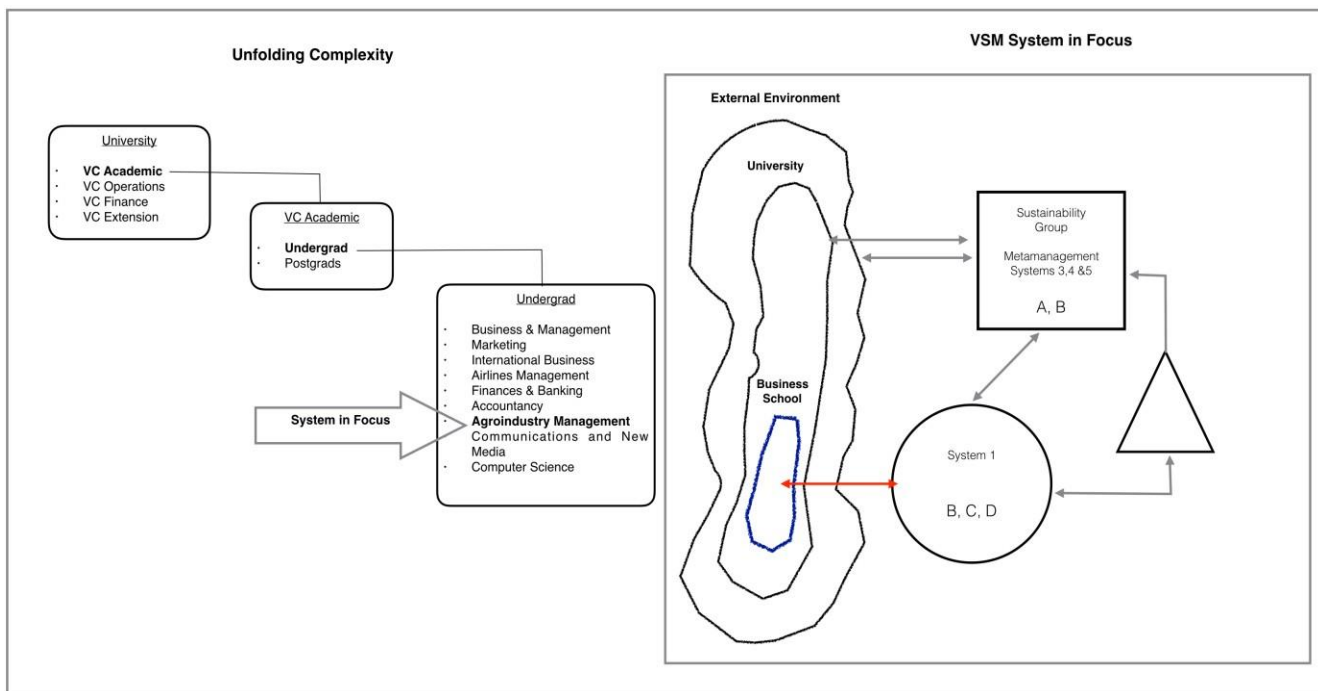 Unfolding Complexity
University
· VC Academic
· VC Operations
· VC Finance
· VC Extension
VC Academic
· Undergrad
· Postgrads
Undergrad
· Business & Management
· Marketing
· International Business
· Airlines Management
· Finances & Banking
· Accountancy
· Agroindustry Management
· Communications and New
Media
· Computer Science
System in Focus
VSM System in Focus
External Environment
University
Business
School
Sustainability
Group
Metamanagement
Systems 3,4 &5
A, B
System 1
B, C, D